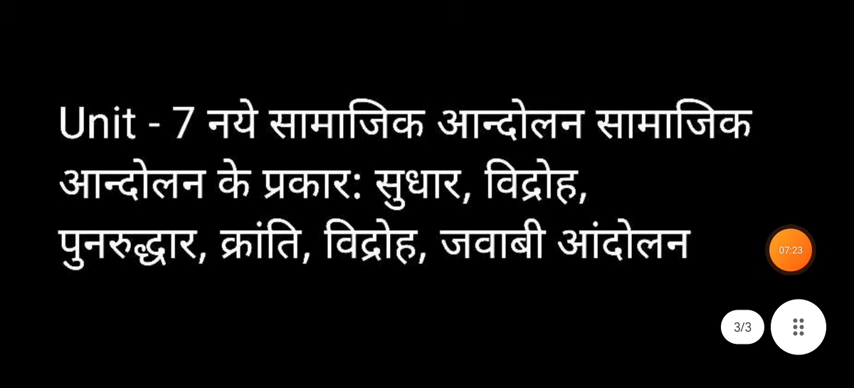 Unit - 7 नये सामाजिक आन्दोलन सामाजिक
आन्दोलन के प्रकार: सुधार, विद्रोह,
पुनरुद्धार, क्रांति, विद्रोह, जवाबी आंदोलन
07:23
3/3